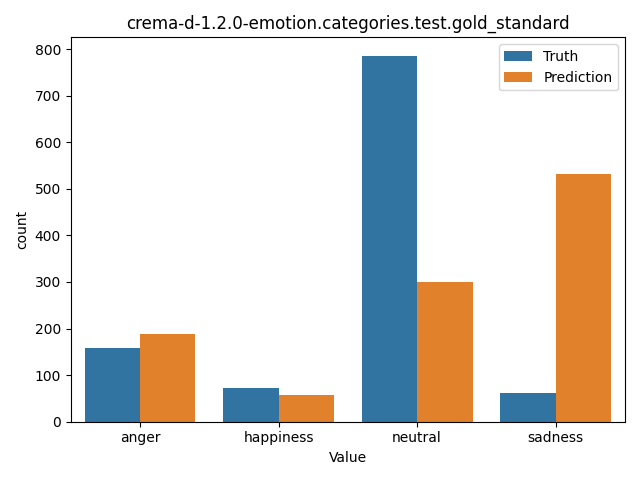 crema-d-1.2.0-emotion.categories.test.gold_standard
Truth
Prediction
800
700
600
500
400
300
200
100
0
count
anger happiness neutral sadness
Value